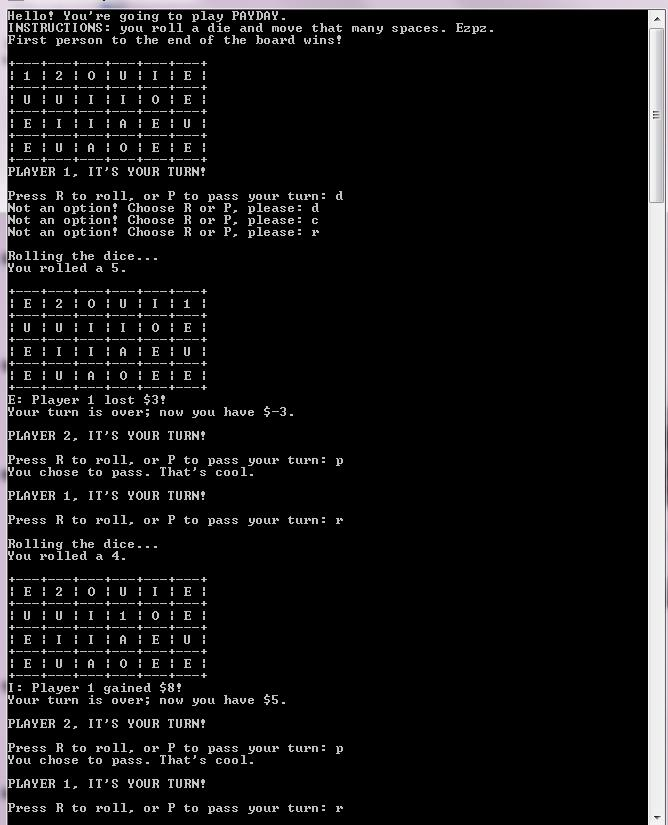 Hello! You're going to play PAYDAY.
INSTRUCTIONS: you roll a die and move that many spaces. Ezpz.
First person to the end of the board wins!
+---+---+---+---+---+---+
¦ 1 ¦ 2 ¦ O ¦ U ¦ I ¦ E ¦
+---+---+---+---+---+---+
¦ U ¦ U ¦ I ¦ I ¦ O ¦ E ¦
+---+---+---+---+---+---+
¦ E ¦ I ¦ I ¦ A ¦ E ¦ U ¦
+---+---+---+---+---+---+
¦ E ¦ U ¦ A ¦ O ¦ E ¦ E ¦
+---+---+---+---+---+---+
PLAYER 1, IT'S YOUR TURN!
Press R to roll, or P to pass your turn: d
Not an option! Choose R or P, please: d
Not an option! Choose R or P, please: c
Not an option! Choose R or P, please: r
Rolling the dice...
You rolled a 5.
+---+---+---+---+---+---+
¦ E ¦ 2 ¦ O ¦ U ¦ I ¦ 1 ¦
+---+---+---+---+---+---+
¦ U ¦ U ¦ I ¦ I ¦ O ¦ E ¦
+---+---+---+---+---+---+
¦ E ¦ I ¦ I ¦ A ¦ E ¦ U ¦
+---+---+---+---+---+---+
¦ E ¦ U ¦ A ¦ O ¦ E ¦ E ¦
+---+---+---+---+---+---+
E: Player 1 lost $3!
Your turn is over; now you have $-3.
PLAYER 2, IT'S YOUR TURN!
Press R to roll, or P to pass your turn: p
You chose to pass. That's cool.
PLAYER 1, IT'S YOUR TURN!
Press R to roll, or P to pass your turn: r
Rolling the dice...
You rolled a 4.
+---+---+---+---+---+---+
¦ E ¦ 2 ¦ O ¦ U ¦ I ¦ E ¦
+---+---+---+---+---+---+
¦ U ¦ U ¦ I ¦ 1 ¦ O ¦ E ¦
+---+---+---+---+---+---+
¦ E ¦ I ¦ I ¦ A ¦ E ¦ U ¦
+---+---+---+---+---+---+
¦ E ¦ U ¦ A ¦ O ¦ E ¦ E ¦
+---+---+---+---+---+---+
I: Player 1 gained $8!
Your turn is over; now you have $5.
PLAYER 2, IT'S YOUR TURN!
Press R to roll, or P to pass your turn: p
You chose to pass. That's cool.
PLAYER 1, IT'S YOUR TURN!
Press R to roll, or P to pass your turn: r